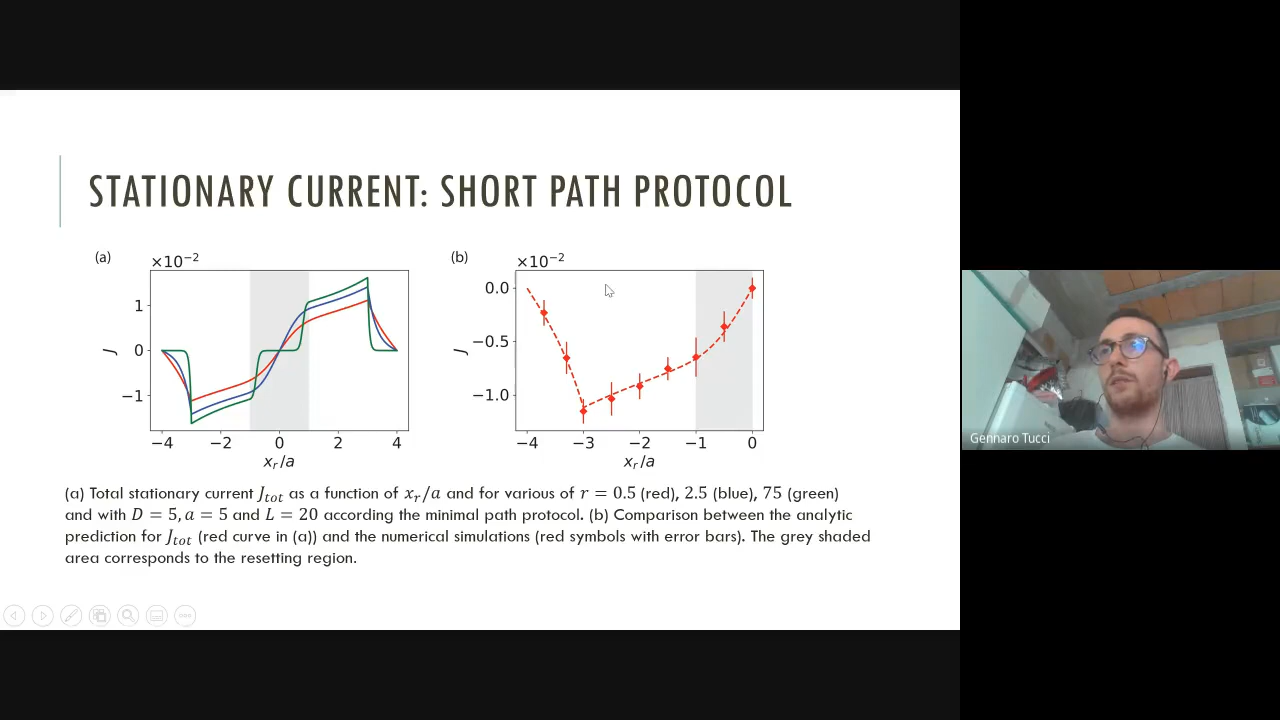 STATIONARY CURRENT: SHORT PATH PROTOCOL
(a)
×10−2
1
0
−1
J
−4 −2 0 2 4
xr/a
(b)
×10−2
0.0
−0.5
−1.0
J
−4 −3 −2 −1 0
xr/a
(a) Total stationary current Jtot as a function of xr/a and for various of r = 0.5 (red), 2.5 (blue), 75 (green)
and with D = 5, a = 5 and L = 20 according the minimal path protocol. (b) Comparison between the analytic
prediction for Jtot (red curve in (a)) and the numerical simulations (red symbols with error bars). The grey shaded
area corresponds to the resetting region.
Gennaro Tucci